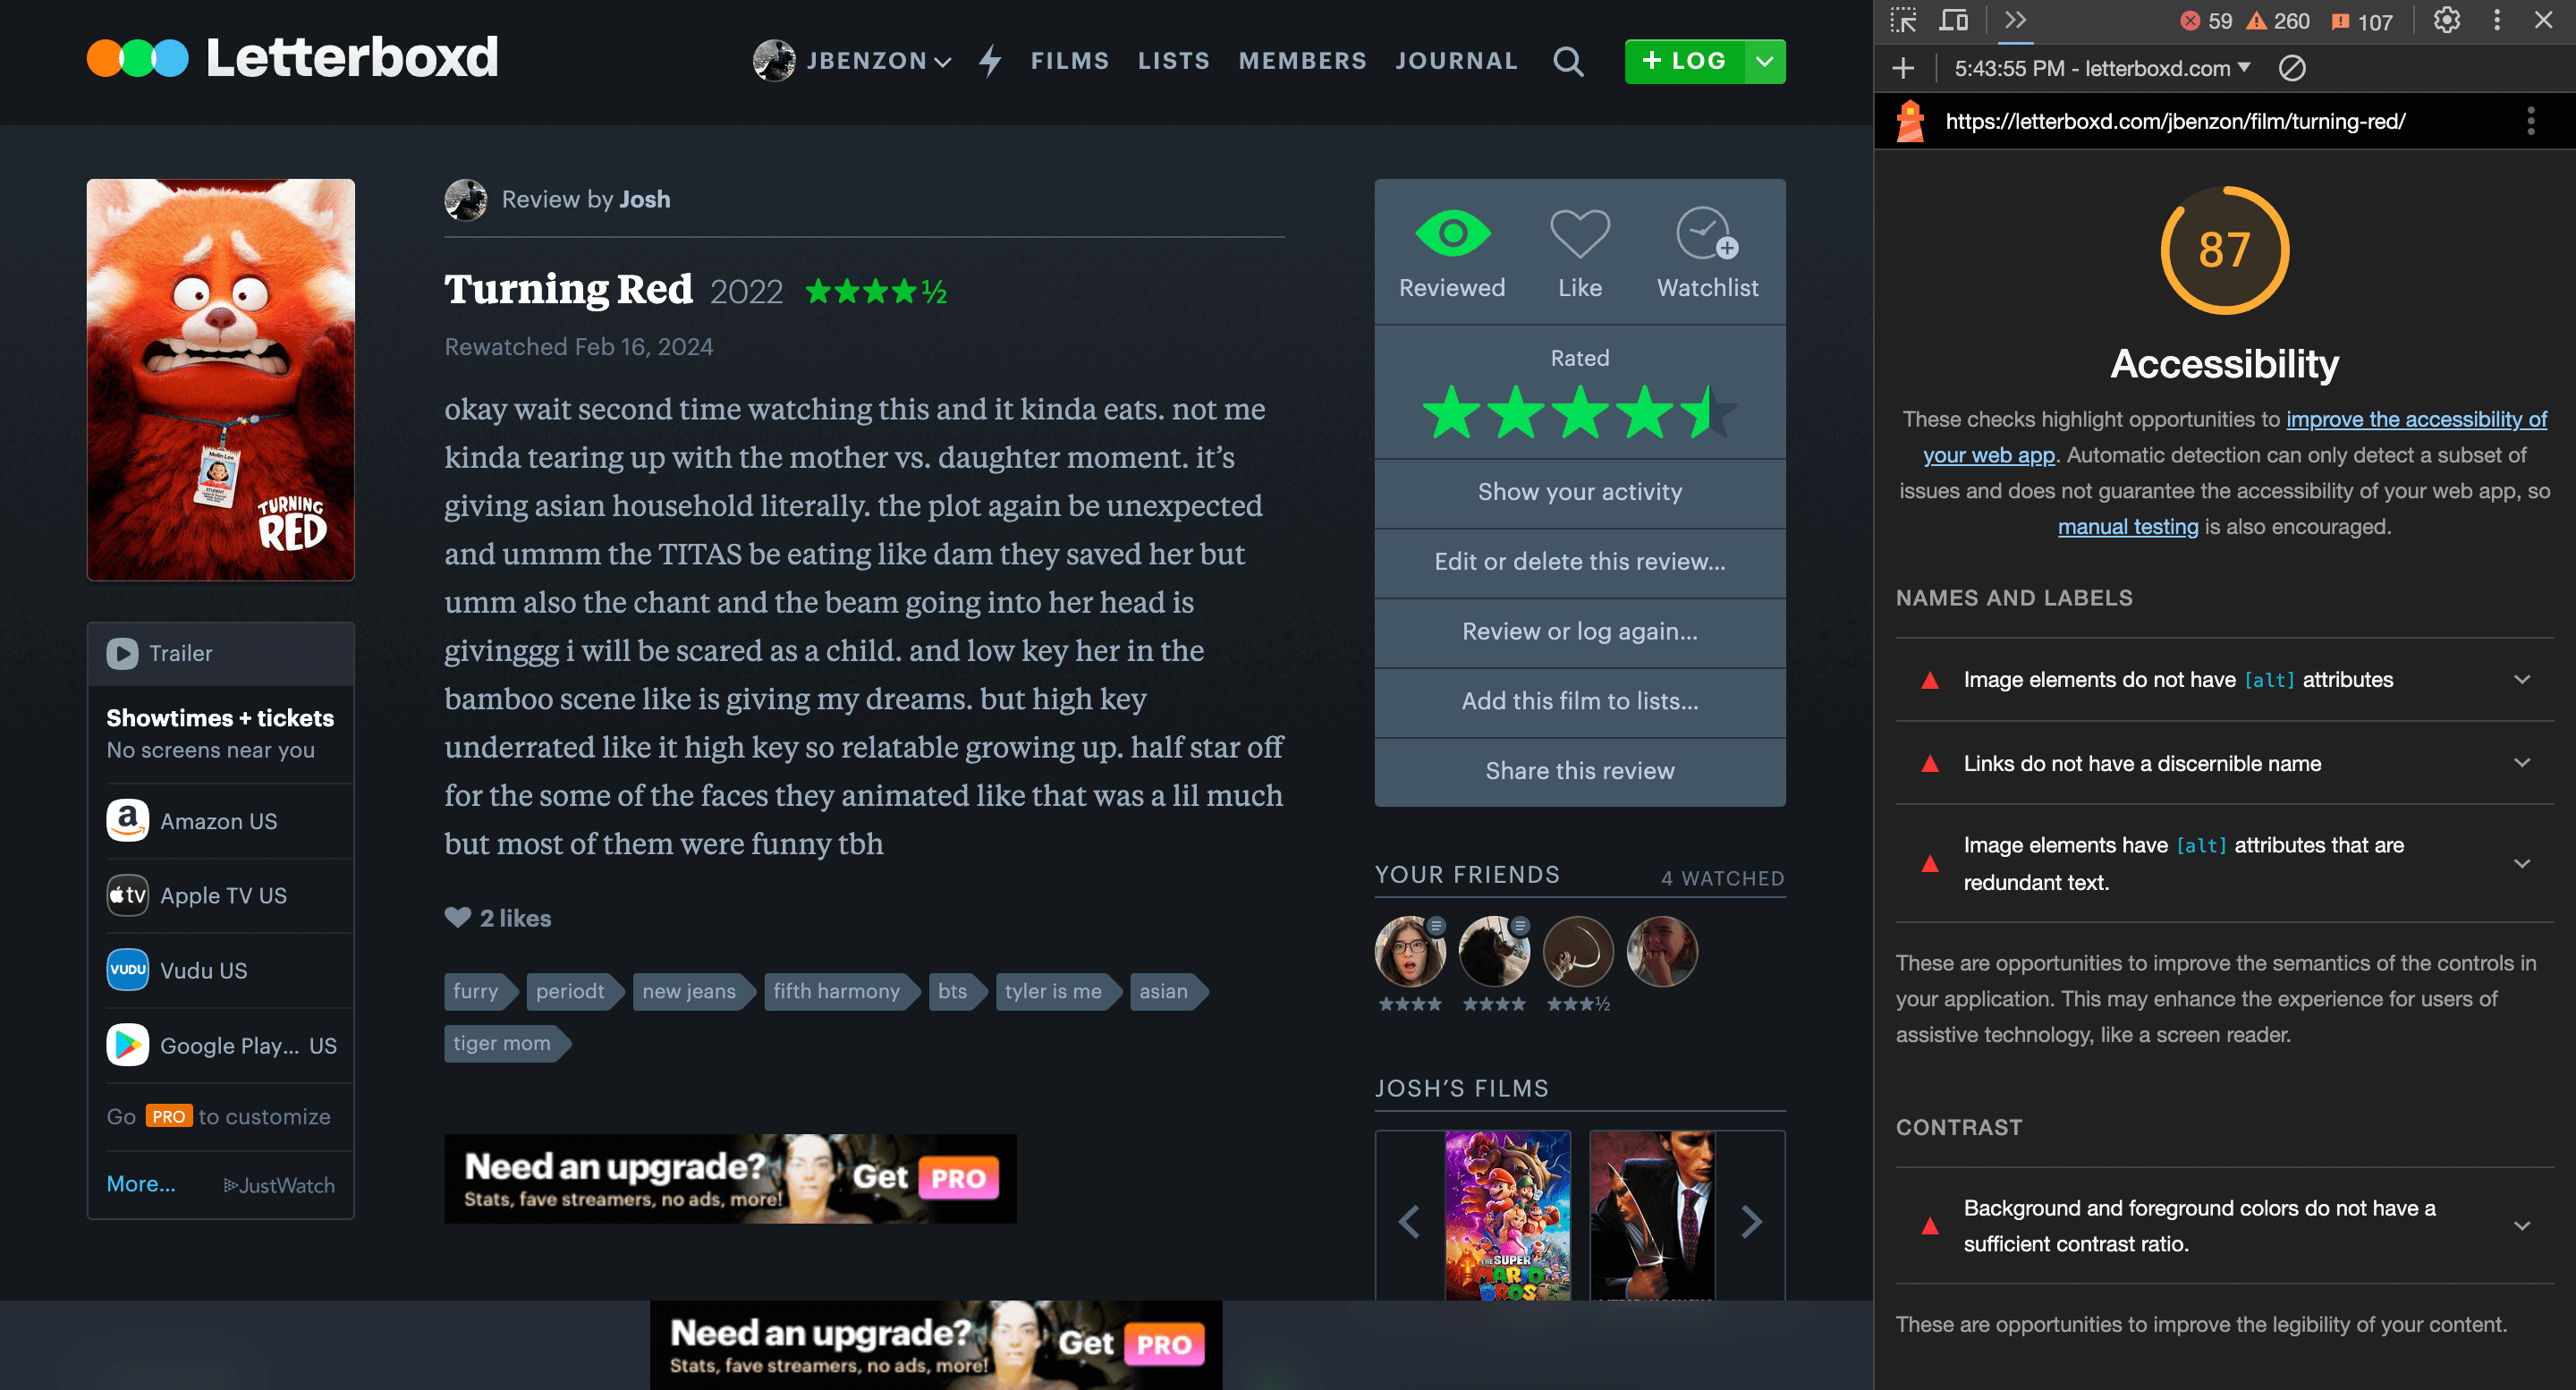 Letterboxd
JBENZON
FILMS
LISTS
MEMBERS
JOURNAL
+ LOG
TURNING
RED
Trailer
Showtimes + tickets
No screens near you
a
Amazon US
tv
Apple TV US
VUDU
Vudu US
Google Play... US
Go PRO to customize
More...
JustWatch
Review by Josh
Turning Red 2022 ★★★★½
Rewatched Feb 16, 2024
okay wait second time watching this and it kinda eats. not me
kinda tearing up with the mother vs. daughter moment. it’s
giving asian household literally. the plot again be unexpected
and ummm the TITAS be eating like dam they saved her but
umm also the chant and the beam going into her head is
givinggg i will be scared as a child. and low key her in the
bamboo scene like is giving my dreams. but high key
underrated like it high key so relatable growing up. half star off
for the some of the faces they animated like that was a lil much
but most of them were funny tbh
2 likes
furry
periodt
new jeans
fifth harmony
bts
tyler is me
asian
tiger mom
Need an upgrade?
Stats, fave streamers, no ads, more!
Get PRO
Reviewed
Like
Watchlist
Rated
Show your activity
Edit or delete this review...
Review or log again...
Add this film to lists...
Share this review
YOUR FRIENDS
4 WATCHED
★★★★
★★★★
★★★½
JOSH’S FILMS
THE SUPER
MARIO
BROS
Need an upgrade?
Stats, fave streamers, no ads, more!
Get PRO
59
260
107
5:43:55 PM - letterboxd.com
https://letterboxd.com/jbenzon/film/turning-red/
87
Accessibility
These checks highlight opportunities to improve the accessibility of
your web app. Automatic detection can only detect a subset of
issues and does not guarantee the accessibility of your web app, so
manual testing is also encouraged.
NAMES AND LABELS
Image elements do not have [alt] attributes
Links do not have a discernible name
Image elements have [alt] attributes that are
redundant text.
These are opportunities to improve the semantics of the controls in
your application. This may enhance the experience for users of
assistive technology, like a screen reader.
CONTRAST
Background and foreground colors do not have a
sufficient contrast ratio.
These are opportunities to improve the legibility of your content.